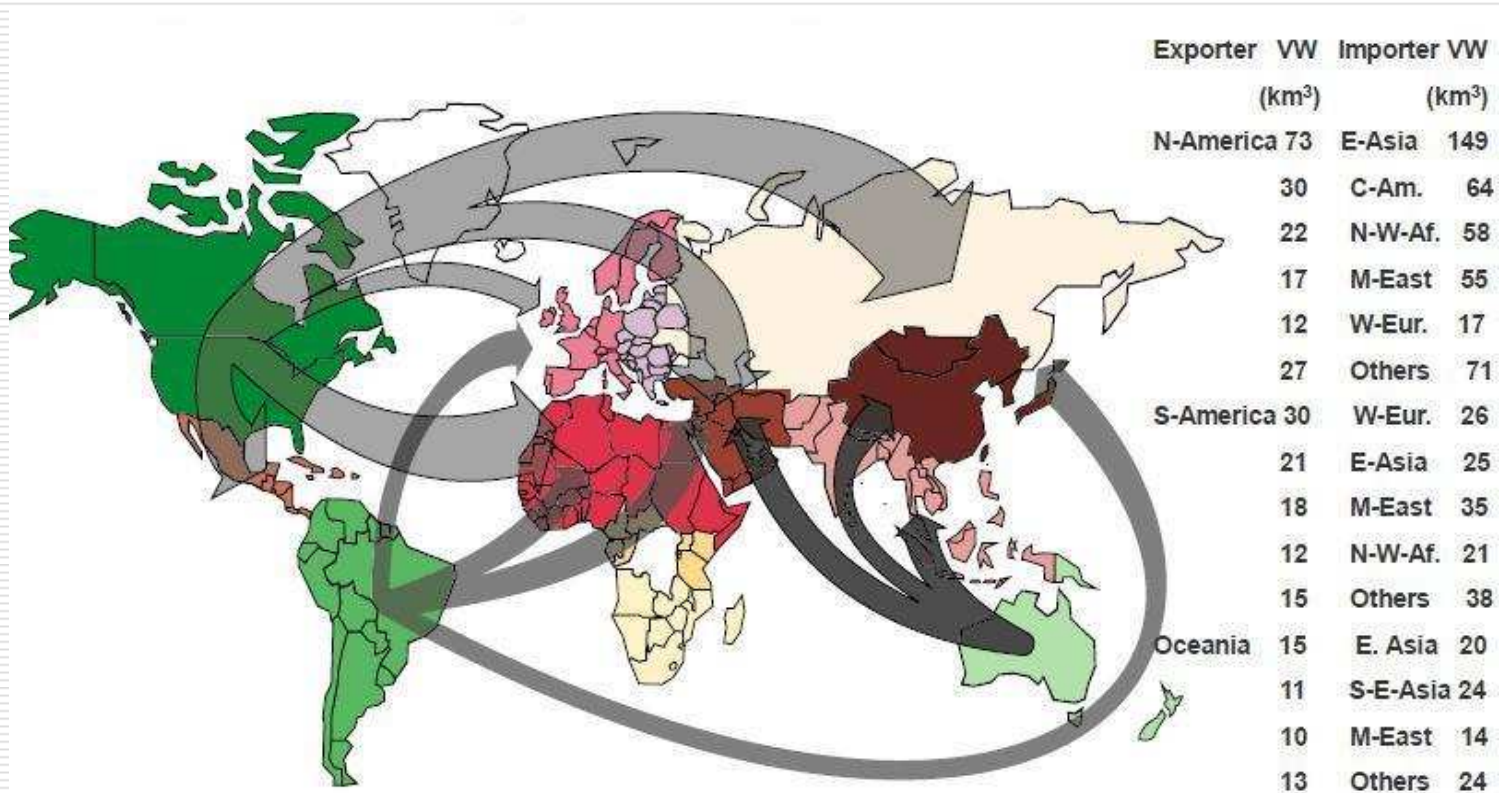 Exporter VW Importer VW
(km³) (km³)
N-America 73 E-Asia 149
30 C-Am. 64
22 N-W-Af. 58
17 M-East 55
12 W-Eur. 17
27 Others 71
S-America 30 W-Eur. 26
21 E-Asia 25
18 M-East 35
12 N-W-Af. 21
15 Others 38
Oceania 15 E. Asia 20
11 S-E-Asia 24
10 M-East 14
13 Others 24